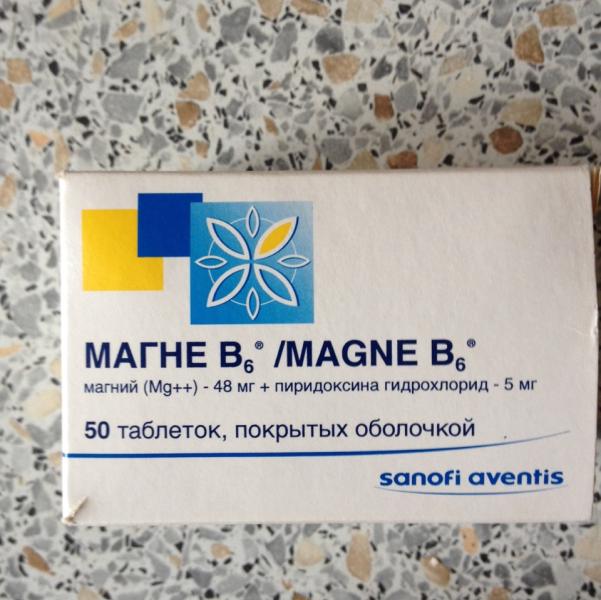 МАГНЕ B₆® /MAGNE B₆®
магний (Mg++) - 48 мг + пиридоксина гидрохлорид - 5 мг
50 таблеток, покрытых оболочкой
sanofi aventis